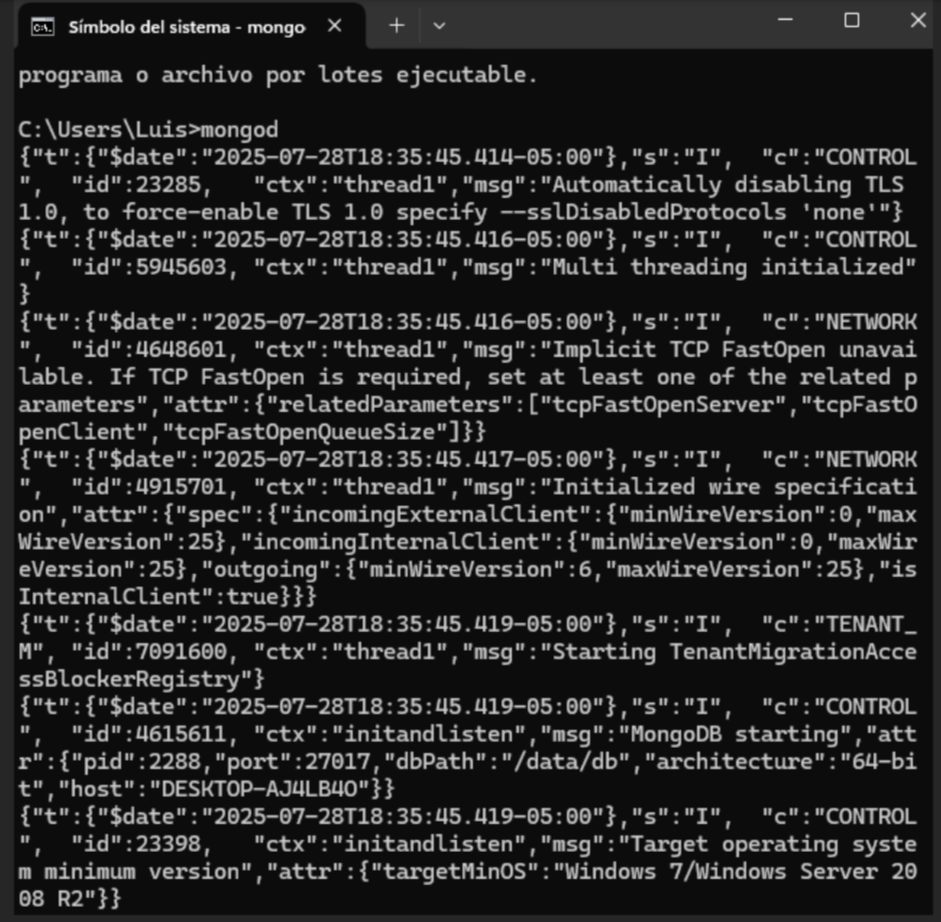 Símbolo del sistema - mongo
programa o archivo por lotes ejecutable.
C:\Users\Luis>mongod
{"t":{"$date":"2025-07-28T18:35:45.414-05:00"},"s":"I",  "c":"CONTROL
",  "id":23285,   "ctx":"thread1","msg":"Automatically disabling TLS
1.0, to force-enable TLS 1.0 specify --sslDisabledProtocols 'none'"}
{"t":{"$date":"2025-07-28T18:35:45.416-05:00"},"s":"I",  "c":"CONTROL
",  "id":5945603, "ctx":"thread1","msg":"Multi threading initialized"
}
{"t":{"$date":"2025-07-28T18:35:45.416-05:00"},"s":"I",  "c":"NETWORK
",  "id":4648601, "ctx":"thread1","msg":"Implicit TCP FastOpen unavai
lable. If TCP FastOpen is required, set at least one of the related p
arameters","attr":{"relatedParameters":["tcpFastOpenServer","tcpFastO
penClient","tcpFastOpenQueueSize"]}}
{"t":{"$date":"2025-07-28T18:35:45.417-05:00"},"s":"I",  "c":"NETWORK
",  "id":4915701, "ctx":"thread1","msg":"Initialized wire specificati
on","attr":{"spec":{"incomingExternalClient":{"minWireVersion":0,"max
WireVersion":25},"incomingInternalClient":{"minWireVersion":0,"maxWir
eVersion":25},"outgoing":{"minWireVersion":6,"maxWireVersion":25},"is
InternalClient":true}}}
{"t":{"$date":"2025-07-28T18:35:45.419-05:00"},"s":"I",  "c":"TENANT_
M", "id":7091600, "ctx":"thread1","msg":"Starting TenantMigrationAcce
ssBlockerRegistry"}
{"t":{"$date":"2025-07-28T18:35:45.419-05:00"},"s":"I",  "c":"CONTROL
",  "id":4615611, "ctx":"initandlisten","msg":"MongoDB starting","att
r":{"pid":2288,"port":27017,"dbPath":"/data/db","architecture":"64-bi
t","host":"DESKTOP-AJ4LB4O"}}
{"t":{"$date":"2025-07-28T18:35:45.419-05:00"},"s":"I",  "c":"CONTROL
",  "id":23398,   "ctx":"initandlisten","msg":"Target operating syste
m minimum version","attr":{"targetMinOS":"Windows 7/Windows Server 20
08 R2"}}